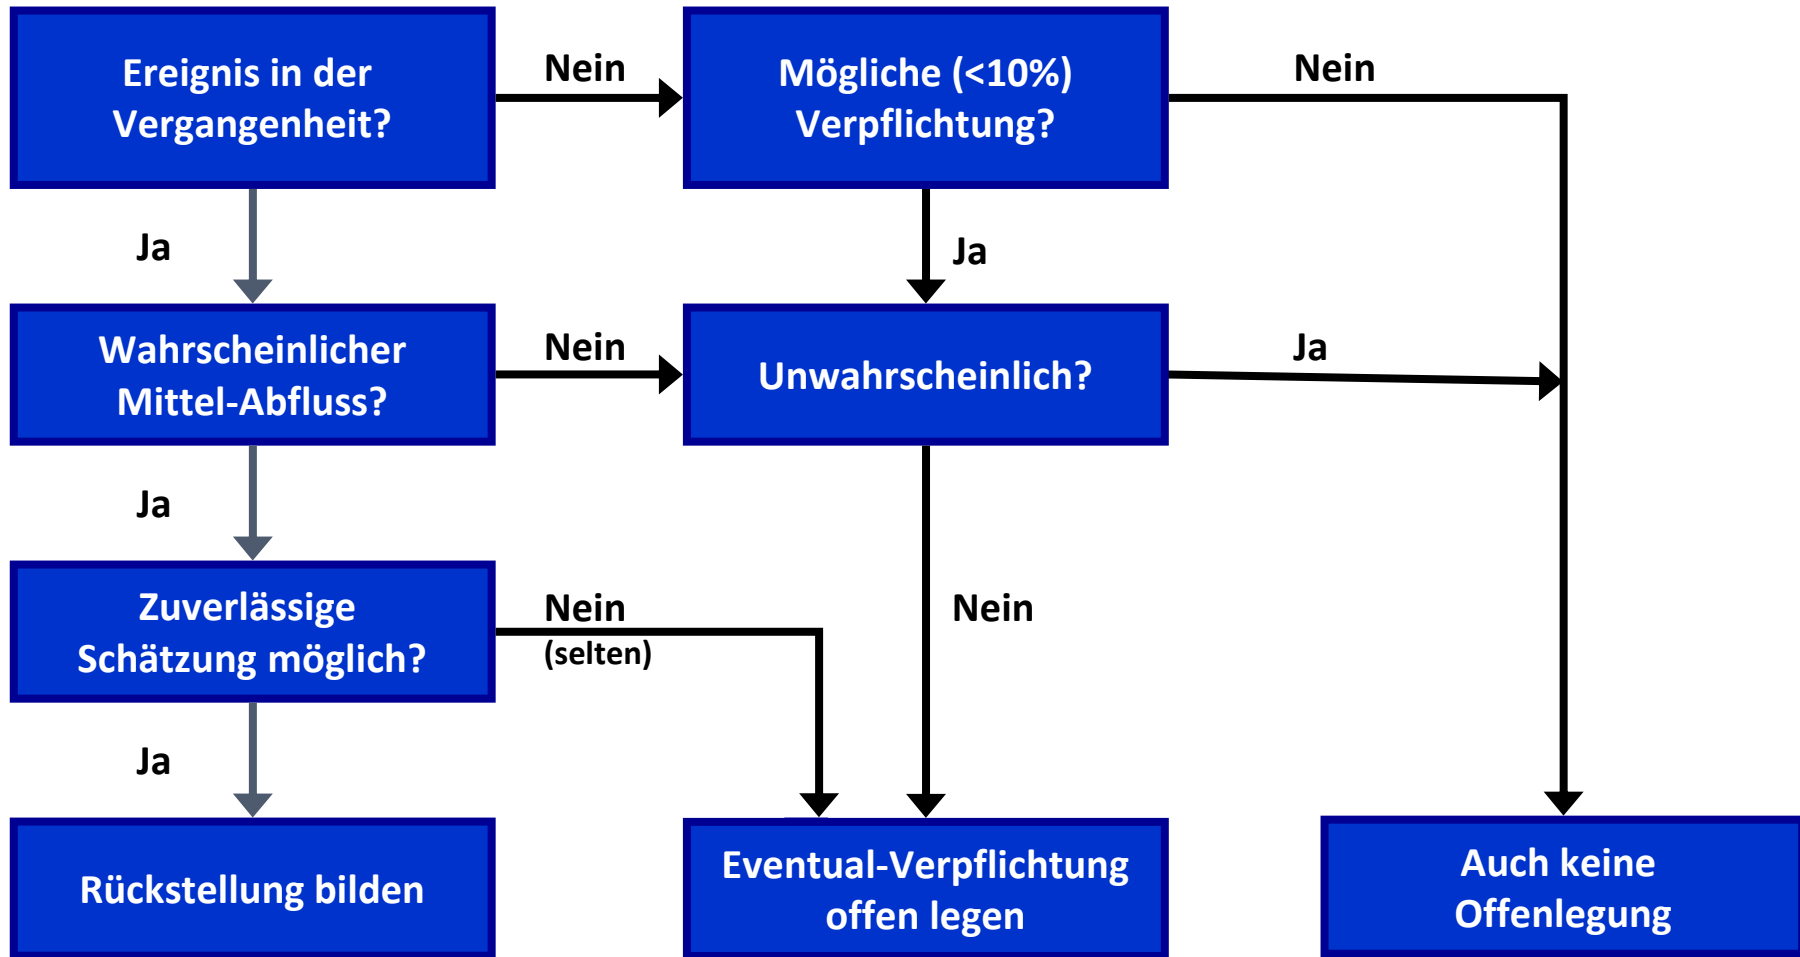 Ereignis in der
Vergangenheit?
Nein
Mögliche (<10%)
Verpflichtung?
Nein
Ja
Ja
Wahrscheinlicher
Mittel-Abfluss?
Nein
Unwahrscheinlich?
Ja
Ja
Zuverlässige
Schätzung möglich?
Nein
(selten)
Nein
Ja
Rückstellung bilden
Eventual-Verpflichtung
offen legen
Auch keine
Offenlegung